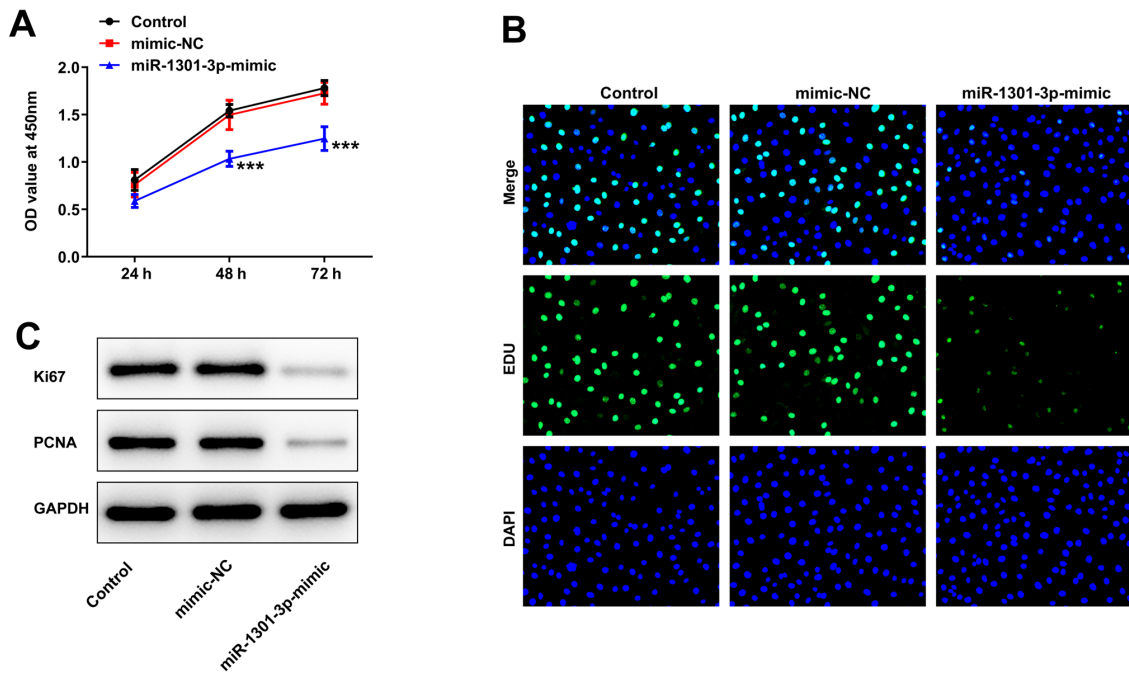 A
Control
mimic-NC
miR-1301-3p-mimic
OD value at 450nm
2.0
1.5
1.0
0.5
0.0
24 h
48 h
72 h
***
***
B
Control
mimic-NC
miR-1301-3p-mimic
Merge
EDU
DAPI
C
Ki67
PCNA
GAPDH
Control
mimic-NC
miR-1301-3p-mimic